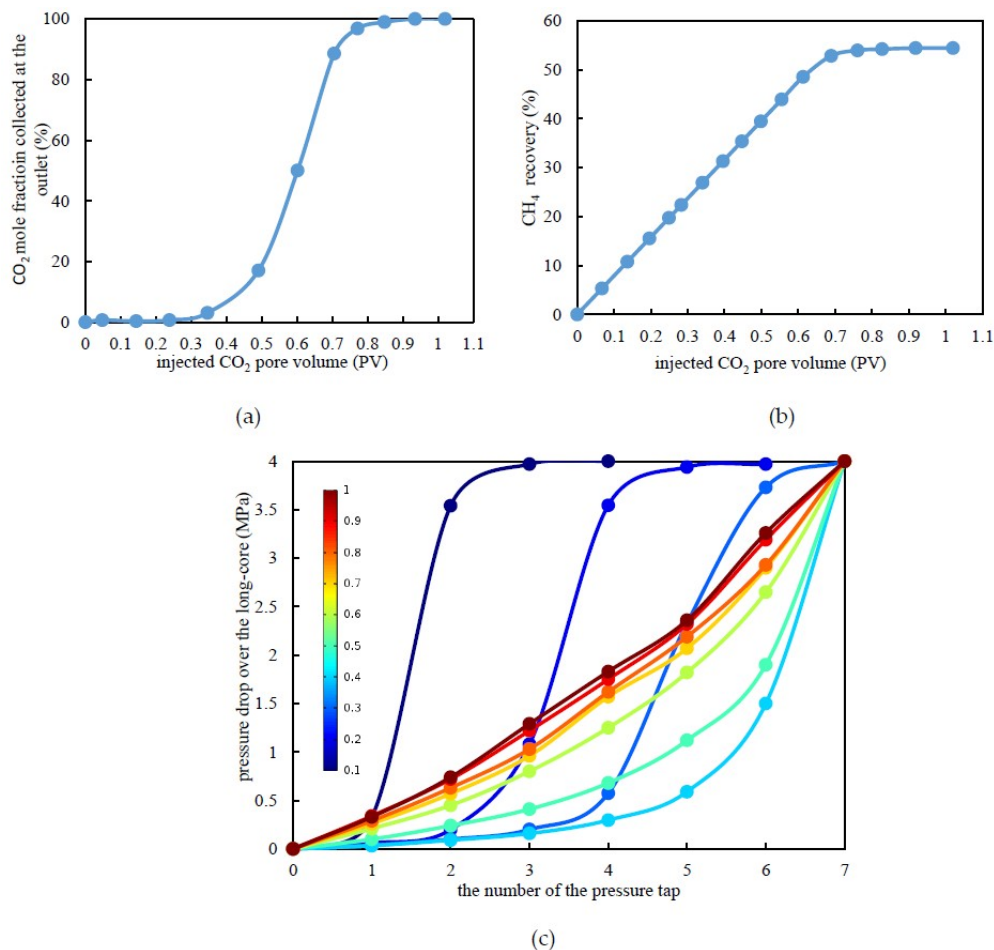 CO2 mole fractioin collected at the
outlet (%)
100
80
60
40
20
0
0 0.1 0.2 0.3 0.4 0.5 0.6 0.7 0.8 0.9 1 1.1
injected CO2 pore volume (PV)
(a)
CH4 recovery (%)
60
50
40
30
20
10
0
0 0.1 0.2 0.3 0.4 0.5 0.6 0.7 0.8 0.9 1 1.1
injected CO2 pore volume (PV)
(b)
pressure drop over the long-core (MPa)
4
3.5
3
2.5
2
1.5
1
0.5
0
1
0.9
0.8
0.7
0.6
0.5
0.4
0.3
0.2
0.1
0 1 2 3 4 5 6 7
the number of the pressure tap
(c)